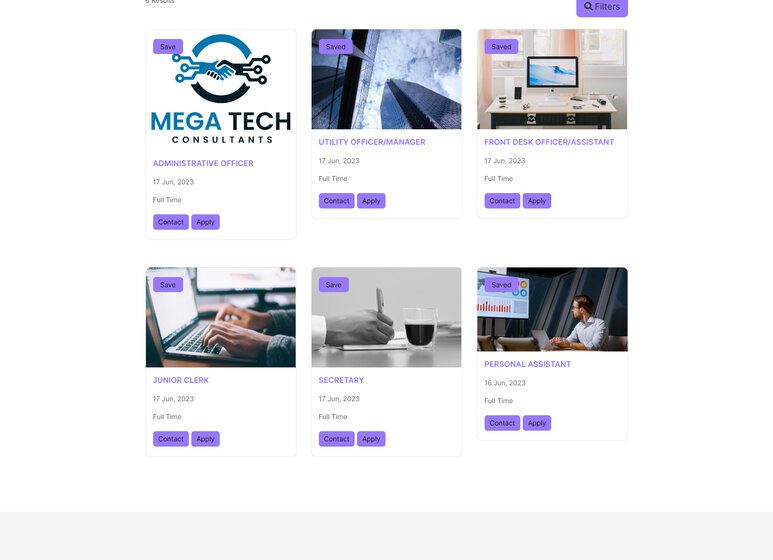 6 Results
Filters
Save
MEGA TECH
CONSULTANTS
ADMINISTRATIVE OFFICER
17 Jun, 2023
Full Time
Contact Apply
Saved
UTILITY OFFICER/MANAGER
17 Jun, 2023
Full Time
Contact Apply
Saved
FRONT DESK OFFICER/ASSISTANT
17 Jun, 2023
Full Time
Contact Apply
Save
JUNIOR CLERK
17 Jun, 2023
Full Time
Contact Apply
Save
SECRETARY
17 Jun, 2023
Full Time
Contact Apply
Saved
PERSONAL ASSISTANT
16 Jun, 2023
Full Time
Contact Apply